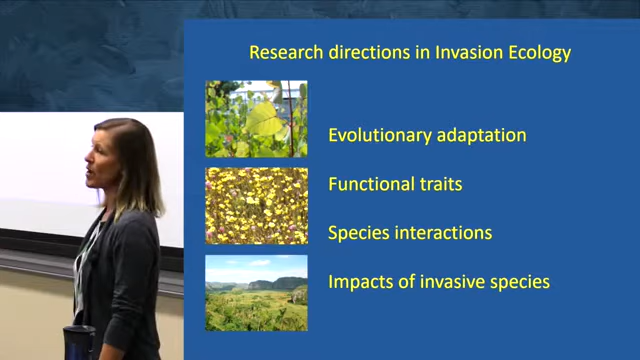 Research directions in Invasion Ecology
Evolutionary adaptation
Functional traits
Species interactions
Impacts of invasive species